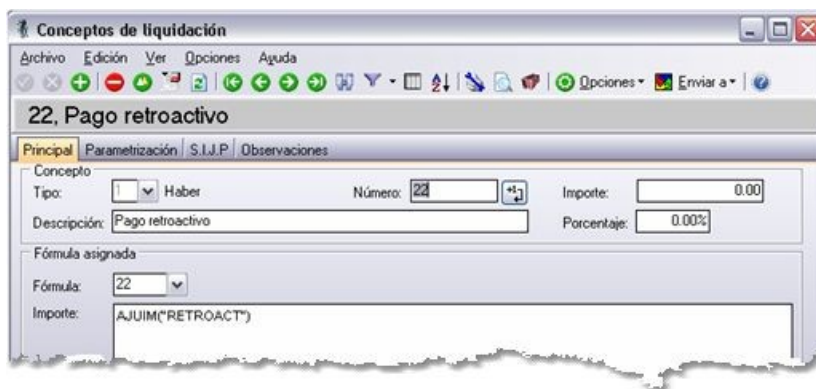 Conceptos de liquidación
Archivo Edición Ver Opciones Ayuda
Opciones Enviar a
22, Pago retroactivo
Principal Parametrización S.I.J.P Observaciones
Concepto
Tipo: 1 Haber Número: 22 +1 Importe: 0.00
Descripción: Pago retroactivo Porcentaje: 0.00%
Fórmula asignada
Fórmula: 22
Importe: AJUIM("RETROACT")